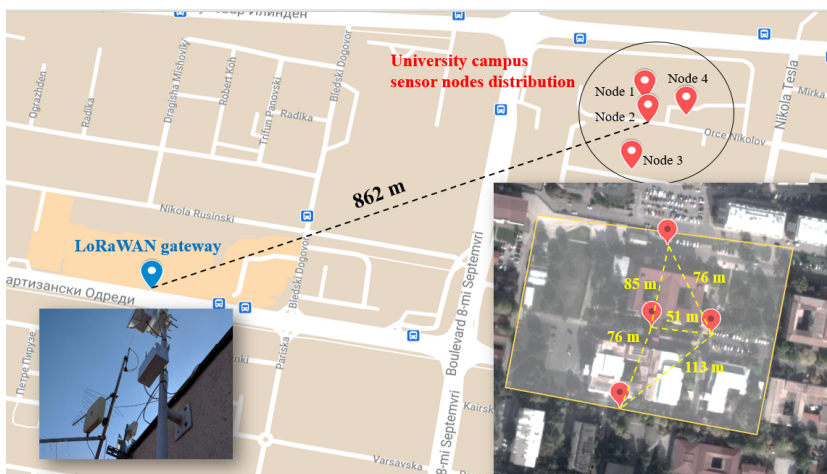 University campus
sensor nodes distribution
Node 1
Node 4
Node 2
Node 3
862 m
LoRaWAN gateway
Ograzhden
Radika
Dragisha Mishovikj
Robert Koh
Trifun Panovski
Radika
Bledski Dogovor
Nikola Rusinski
Bledski Dogovor
Boulevard 8-mi Septemvri
8-mi Septemvri
Orce Nikolov
Nikola Tesla
Mirka
артизански Одреди
Петре Пирузе
Pariska
inki
Kairsk
Varsavska
85 m
76 m
51 m
76 m
113 m